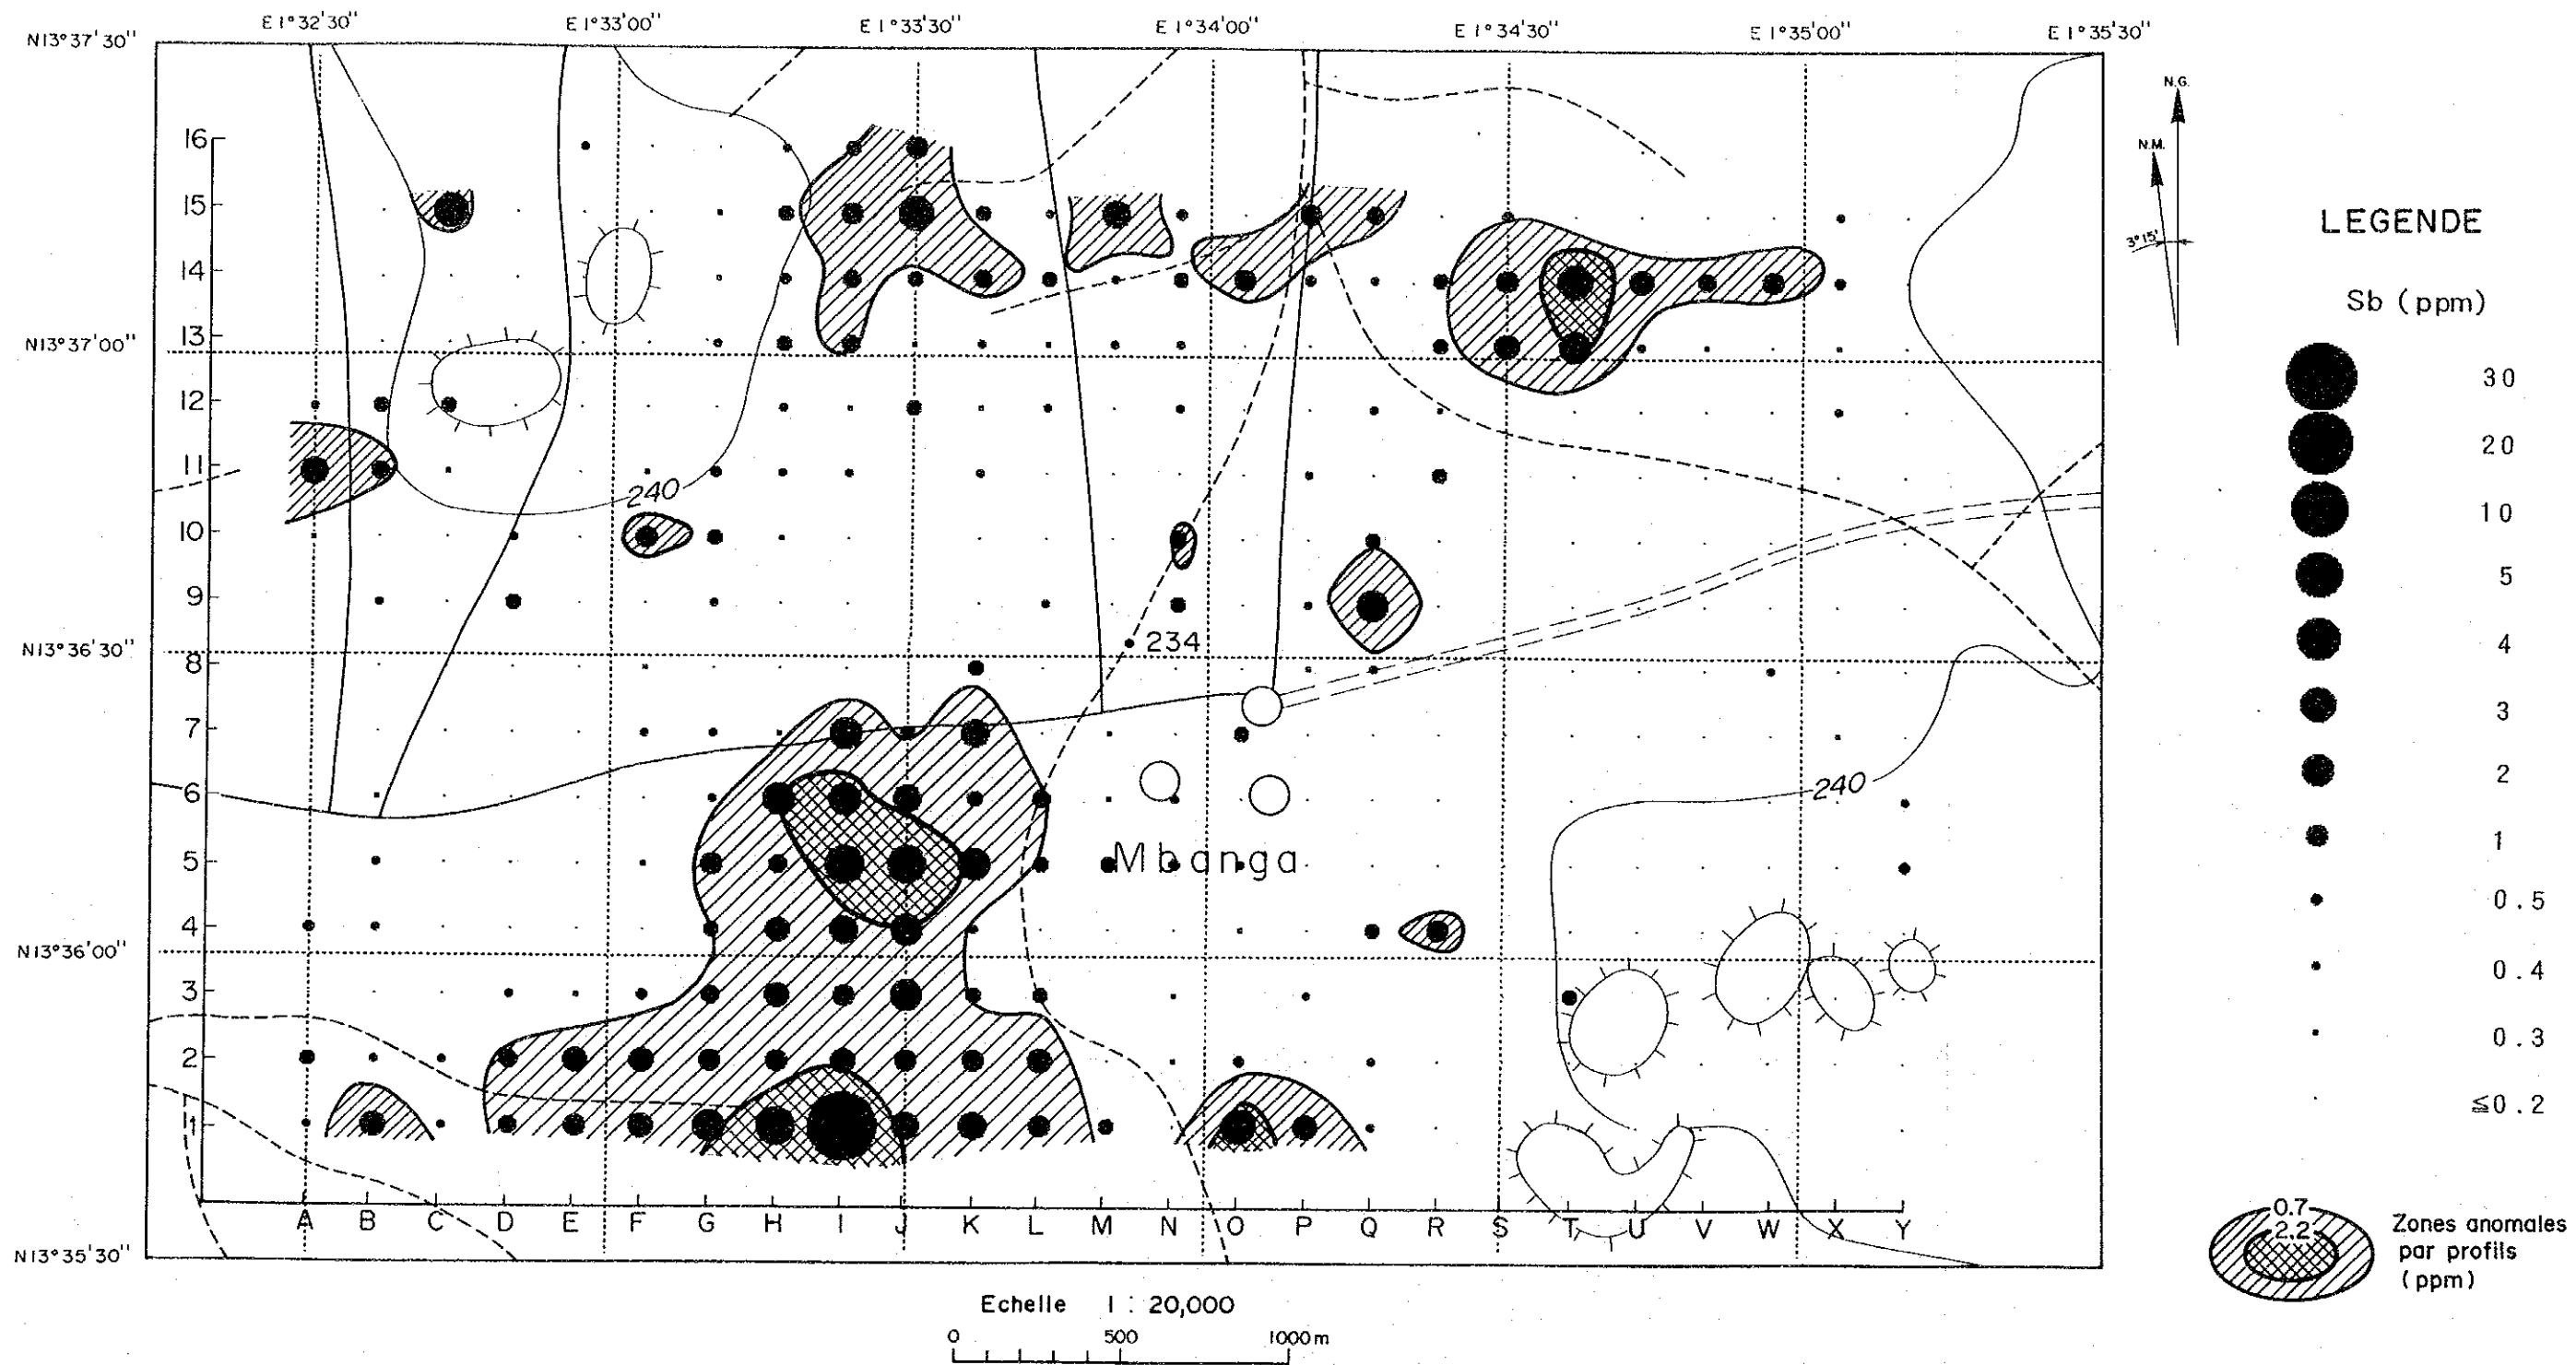 E 1°32'30'' E 1°33'00'' E 1°33'30'' E 1°34'00'' E 1°34'30'' E 1°35'00'' E 1°35'30''
N13°37'30''
N.G.
N.M.
3°15'
16
15
14
13
N13°37'00''
12
11
10
9
N13°36'30''
8
7
6
5
4
N13°36'00''
3
2
1
240
234
240
Mbanga
A B C D E F G H I J K L M N O P Q R S T U V W X Y
N13°35'30''
Echelle 1 : 20,000
0 500 1000m
LEGENDE
Sb (ppm)
30
20
10
5
4
3
2
1
0.5
0.4
0.3
≦0.2
0.7
2.2
Zones anomales
par profils
(ppm)